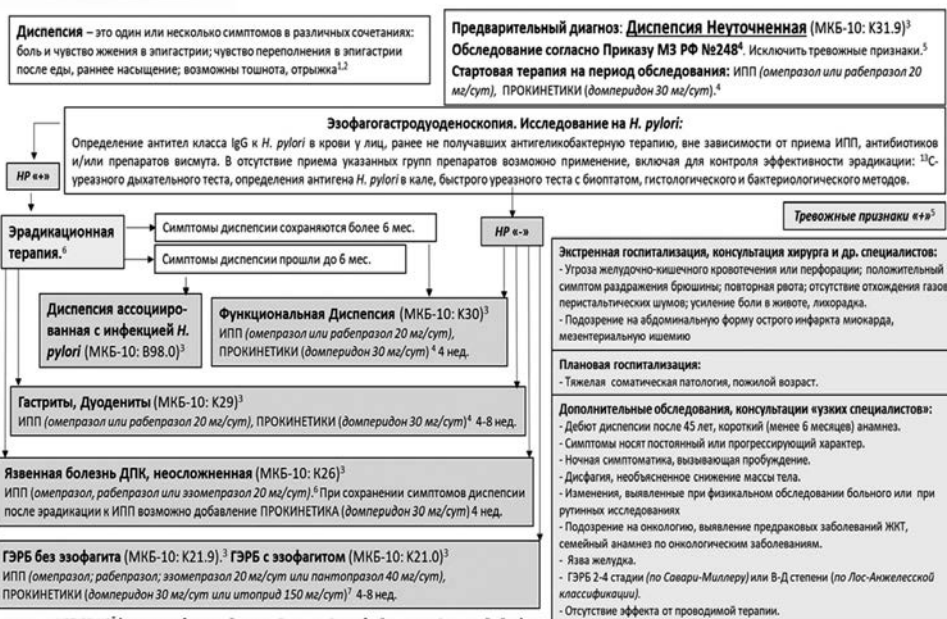 Диспепсия – это один или несколько симптомов в различных сочетаниях:
боль и чувство жжения в эпигастрии; чувство переполнения в эпигастрии
после еды, раннее насыщение; возможны тошнота, отрыжка1,2
Предварительный диагноз: Диспепсия Неуточненная (МКБ-10: К31.9)3
Обследование согласно Приказу МЗ РФ №2484. Исключить тревожные признаки.5
Стартовая терапия на период обследования: ИПП (омепразол или рабепразол 20
мг/сут), ПРОКИНЕТИКИ (домперидон 30 мг/сут).4
Эзофагогастродуоденоскопия. Исследование на H. pylori:
Определение антител класса IgG к H. pylori в крови у лиц, ранее не получавших антигеликобактерную терапию, вне зависимости от приема ИПП, антибиотиков
и/или препаратов висмута. В отсутствие приема указанных групп препаратов возможно применение, включая для контроля эффективности эрадикации: 13С-
уреазного дыхательного теста, определения антигена H. pylori в кале, быстрого уреазного теста с биоптатом, гистологического и бактериологического методов.
HP «+»
Эрадикационная
терапия.6
Симптомы диспепсии сохраняются более 6 мес.
Симптомы диспепсии прошли до 6 мес.
HP «-»
Диспепсия ассоцииро-
ванная с инфекцией H.
pylori (МКБ-10: В98.0)3
Функциональная Диспепсия (МКБ-10: К30)3
ИПП (омепразол или рабепразол 20 мг/сут),
ПРОКИНЕТИКИ (домперидон 30 мг/сут) 4 4 нед.
Гастриты, Дуодениты (МКБ-10: К29)3
ИПП (омепразол или рабепразол 20 мг/сут), ПРОКИНЕТИКИ (домперидон 30 мг/сут)4 4-8 нед.
Язвенная болезнь ДПК, неосложненная (МКБ-10: К26)3
ИПП (омепразол, рабепразол или эзомепразол 20 мг/сут).6 При сохранении симптомов диспепсии
после эрадикации к ИПП возможно добавление ПРОКИНЕТИКА (домперидон 30 мг/сут) 4 нед.
ГЭРБ без эзофагита (МКБ-10: К21.9).3 ГЭРБ с эзофагитом (МКБ-10: К21.0)3
ИПП (омепразол; рабепразол; эзомепразол 20 мг/сут или пантопразол 40 мг/сут),
ПРОКИНЕТИКИ (домперидон 30 мг/сут или итоприд 150 мг/сут)7 4-8 нед.
Тревожные признаки «+»5
Экстренная госпитализация, консультация хирурга и др. специалистов:
- Угроза желудочно-кишечного кровотечения или перфорации; положительный
симптом раздражения брюшины; повторная рвота; отсутствие отхождения газов
перистальтических шумов; усиление боли в животе, лихорадка.
- Подозрение на абдоминальную форму острого инфаркта миокарда,
мезентериальную ишемию
Плановая госпитализация:
- Тяжелая соматическая патология, пожилой возраст.
Дополнительные обследования, консультации «узких специалистов»:
- Дебют диспепсии после 45 лет, короткий (менее 6 месяцев) анамнез.
- Симптомы носят постоянный или прогрессирующий характер.
- Ночная симптоматика, вызывающая пробуждение.
- Дисфагия, необъясненное снижение массы тела.
- Изменения, выявленные при физикальном обследовании больного или при
рутинных исследованиях
- Подозрение на онкологию, выявление предраковых заболеваний ЖКТ,
семейный анамнез по онкологическим заболеваниям.
- Язва желудка.
- ГЭРБ 2-4 стадии (по Савари-Миллеру) или В-Д степени (по Лос-Анжелесской
классификации).
- Отсутствие эффекта от проводимой терапии.